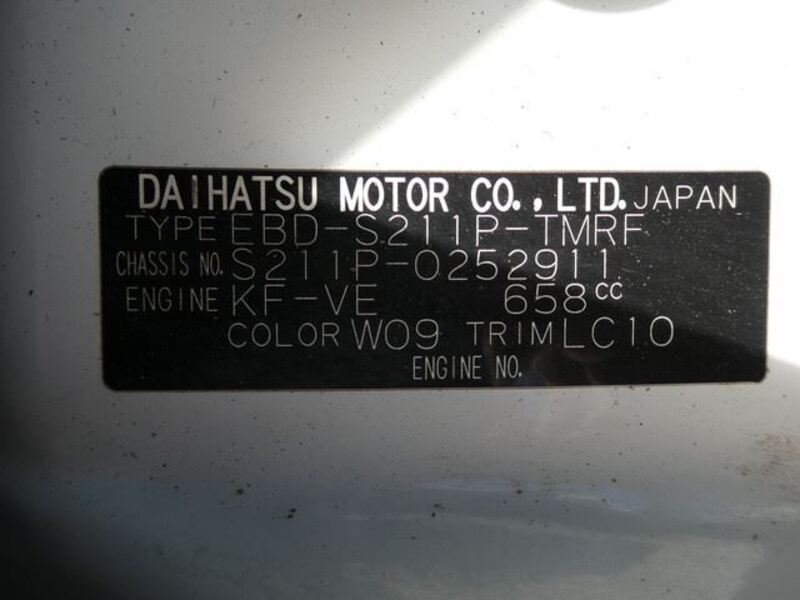 DAIHATSU MOTOR CO., LTD. JAPAN
TYPE EBD-S211P-TMRF
CHASSIS NO. S211P-0252911
ENGINE KF-VE 658cc
COLOR W09 TRIM LC10
ENGINE NO.